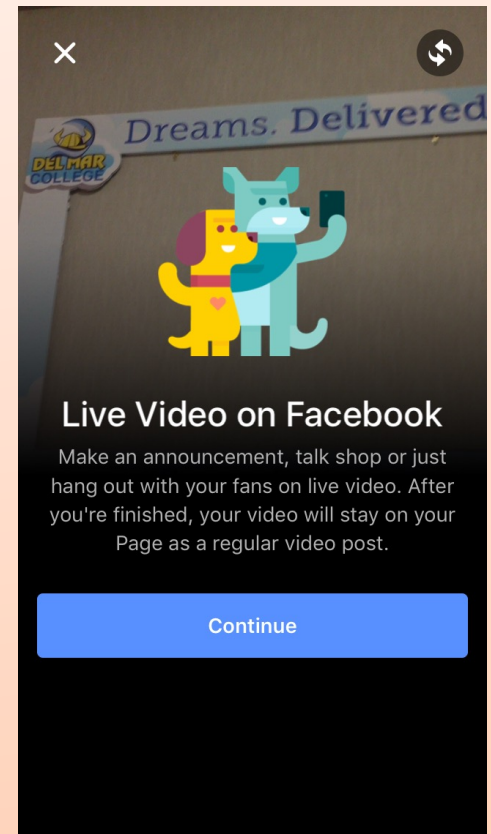 Dreams. Delivered
DEL MAR
COLLEGE
Live Video on Facebook
Make an announcement, talk shop or just
hang out with your fans on live video. After
you're finished, your video will stay on your
Page as a regular video post.
Continue